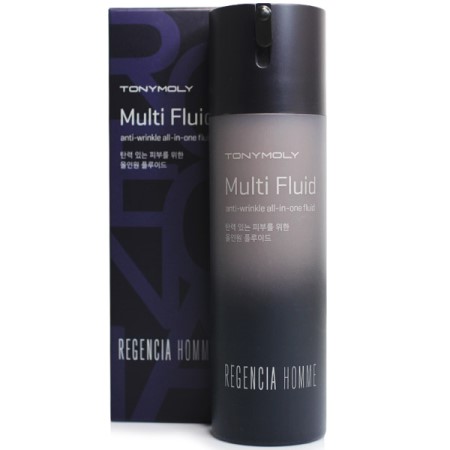 TONYMOLY
Multi Fluid
anti-wrinkle all-in-one fluid
탄력 있는 피부를 위한
올인원 플루이드
REGENCIA HOMME
TONYMOLY
Multi Fluid
anti-wrinkle all-in-one fluid
탄력 있는 피부를 위한
올인원 플루이드
REGENCIA HOMME